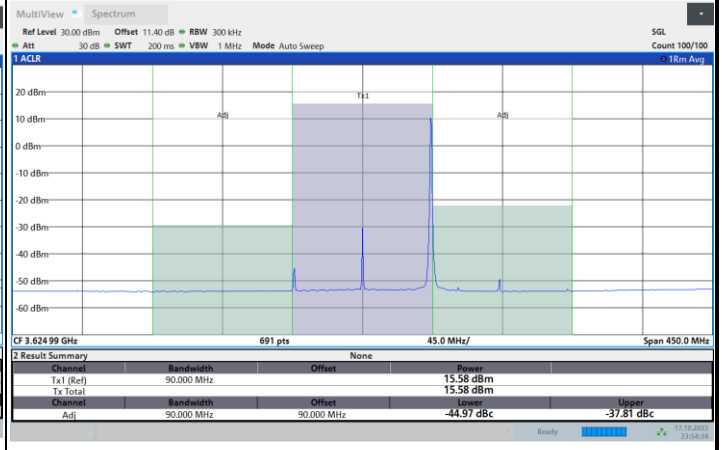 MultiView Spectrum
Ref Level 30.00 dBm Offset 11.40 dB RBW 300 kHz SGL
Att 30 dB SWT 200 ms VBW 1 MHz Mode Auto Sweep Count 100/100
1 ACLR 1Rm Avg
20 dBm
Tx1
10 dBm Adj Adj
0 dBm
-10 dBm
-20 dBm
-30 dBm
-40 dBm
-50 dBm
-60 dBm
CF 3.624 99 GHz 691 pts 45.0 MHz/ Span 450.0 MHz
2 Result Summary None
Channel Bandwidth Offset Power
Tx1 (Ref) 90.000 MHz 15.58 dBm
Tx Total 15.58 dBm
Channel Bandwidth Offset Lower Upper
Adj 90.000 MHz 90.000 MHz -44.97 dBc -37.81 dBc
Ready 17.10.2022
23:54:34